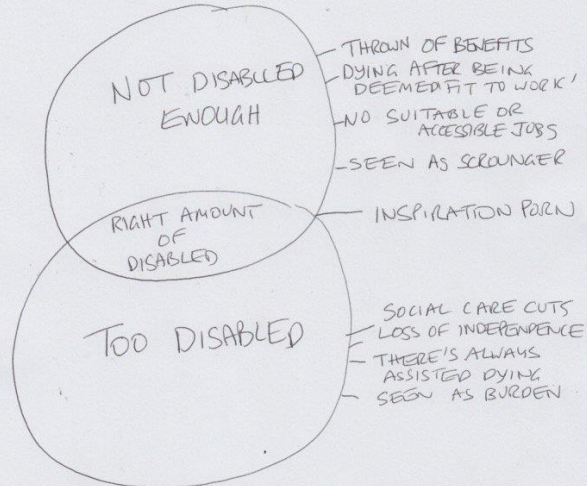 NOT DISABLED
ENOUGH
THROWN OF BENEFITS
DYING AFTER BEING
DEEMED FIT TO WORK'
NO SUITABLE OR
ACCESSIBLE JOBS
SEEN AS SCROUNGER
RIGHT AMOUNT
OF
DISABLED
INSPIRATION PORN
TOO DISABLED
SOCIAL CARE CUTS
LOSS OF INDEPENDENCE
THERE'S ALWAYS
ASSISTED DYING
SEEN AS BURDEN